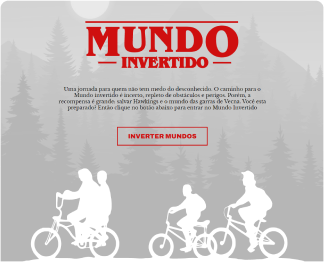 MUNDO
INVERTIDO
Uma jornada para quem não tem medo do desconhecido. O caminho para o
Mundo invertido é incerto, repleto de obstáculos e perigos. Porém, a
recompensa é grande: salvar Hawkings e o mundo das garras de Vecna. Você está
preparado? Então clique no botão abaixo para entrar no Mundo Invertido
INVERTER MUNDOS